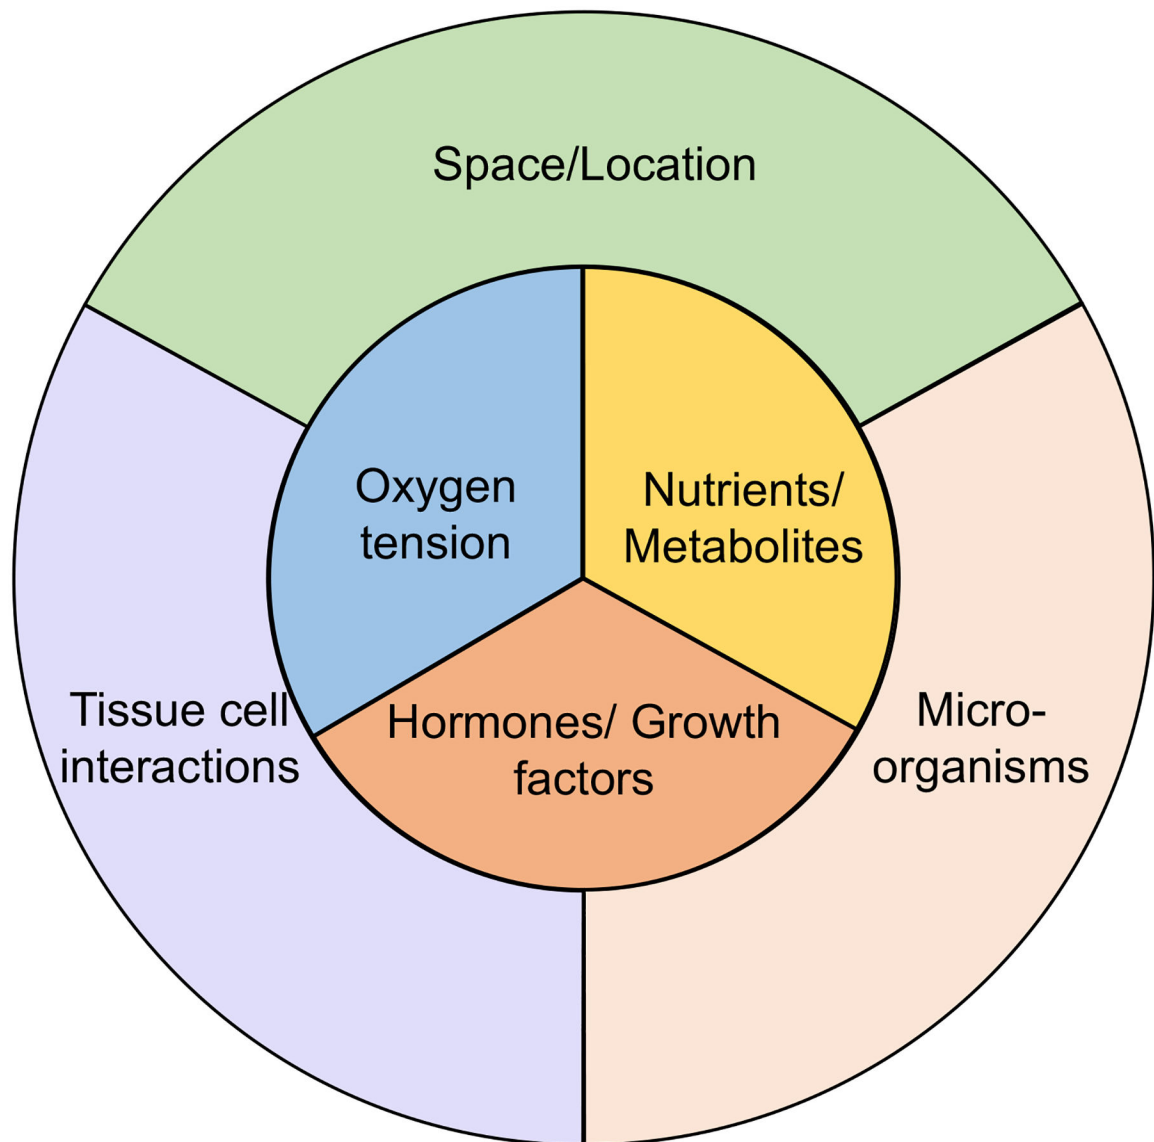 Space/Location
Oxygen
tension
Nutrients/
Metabolites
Tissue cell
interactions
Hormones/ Growth
factors
Micro-
organisms